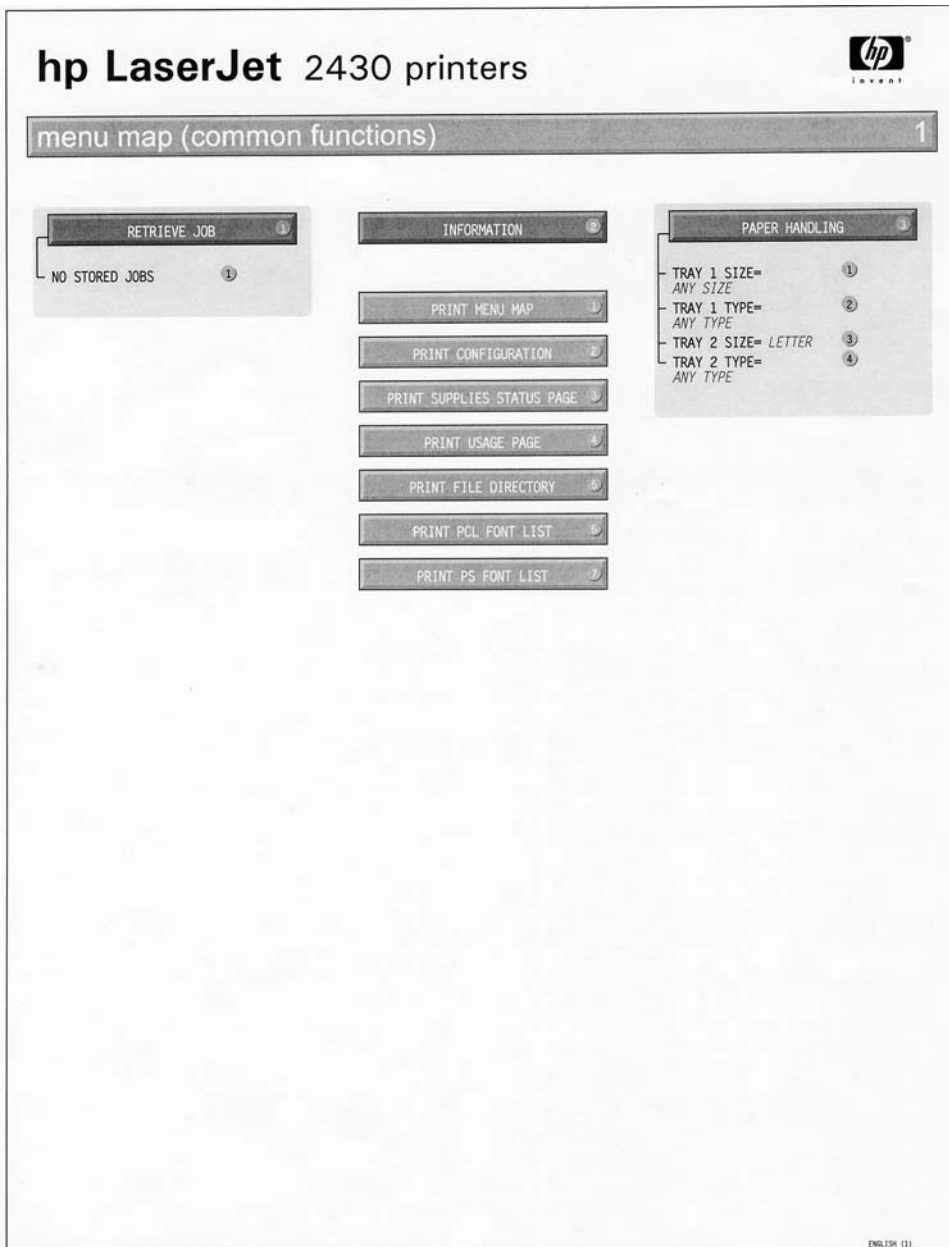 hp LaserJet 2430 printers
hp
invent
menu map (common functions) 1
RETRIEVE JOB 1
NO STORED JOBS 1
INFORMATION 2
PRINT MENU MAP 1
PRINT CONFIGURATION 2
PRINT SUPPLIES STATUS PAGE 3
PRINT USAGE PAGE 4
PRINT FILE DIRECTORY 5
PRINT PCL FONT LIST 6
PRINT PS FONT LIST 7
PAPER HANDLING 3
TRAY 1 SIZE= 1
ANY SIZE
TRAY 1 TYPE= 2
ANY TYPE
TRAY 2 SIZE= LETTER 3
TRAY 2 TYPE= 4
ANY TYPE
ENGLISH (1)